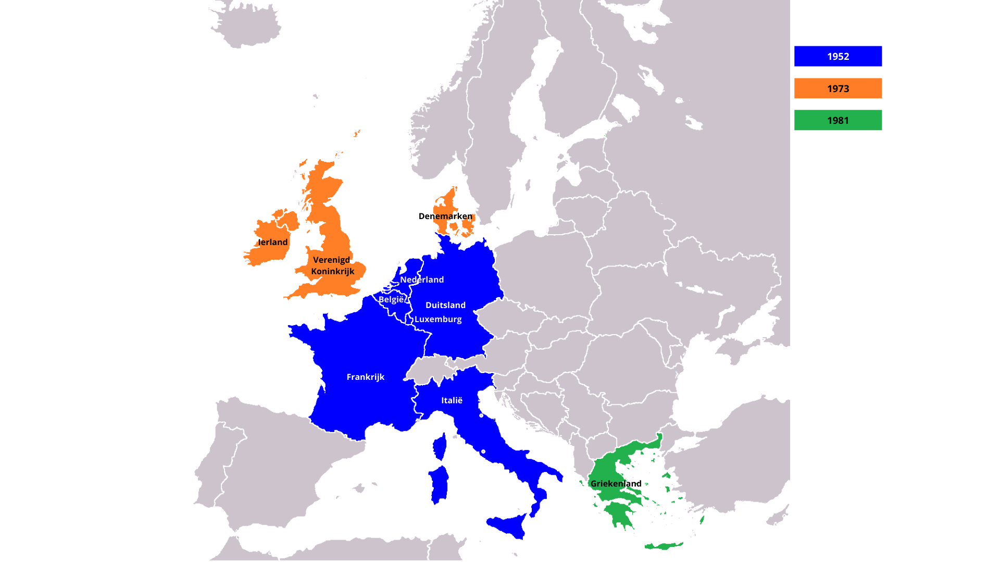 1952
1973
1981
Denemarken
Ierland
Verenigd
Koninkrijk
Nederland
België
Duitsland
Luxemburg
Frankrijk
Italië
Griekenland